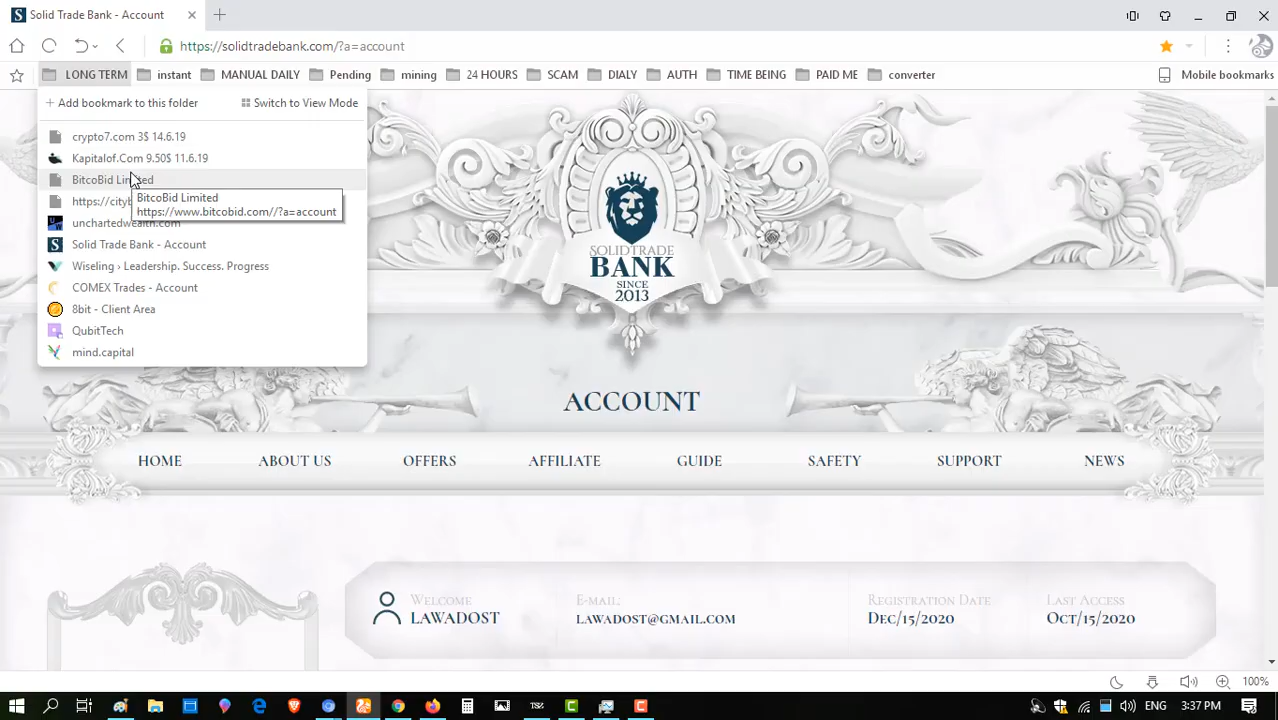 Solid Trade Bank - Account
https://solidtradebank.com/?a=account
LONG TERM instant MANUAL DAILY Pending mining 24 HOURS SCAM DIALY AUTH TIME BEING PAID ME converter Mobile bookmarks
Add bookmark to this folder Switch to View Mode
crypto7.com 3$ 14.6.19
Kapitalof.Com 9.50$ 11.6.19
BitcoBid Limited
BitcoBid Limited
https://www.bitcobid.com//?a=account
https://cityb
unchartedwealth.com
Solid Trade Bank - Account
Wiseling › Leadership. Success. Progress
COMEX Trades - Account
8bit - Client Area
QubitTech
mind.capital
SOLIDTRADE
BANK
SINCE
2013
ACCOUNT
HOME ABOUT US OFFERS AFFILIATE GUIDE SAFETY SUPPORT NEWS
WELCOME E-MAIL: REGISTRATION DATE LAST ACCESS
LAWADOST LAWADOST@GMAIL.COM DEC/15/2020 OCT/15/2020
100%
ENG 3:37 PM